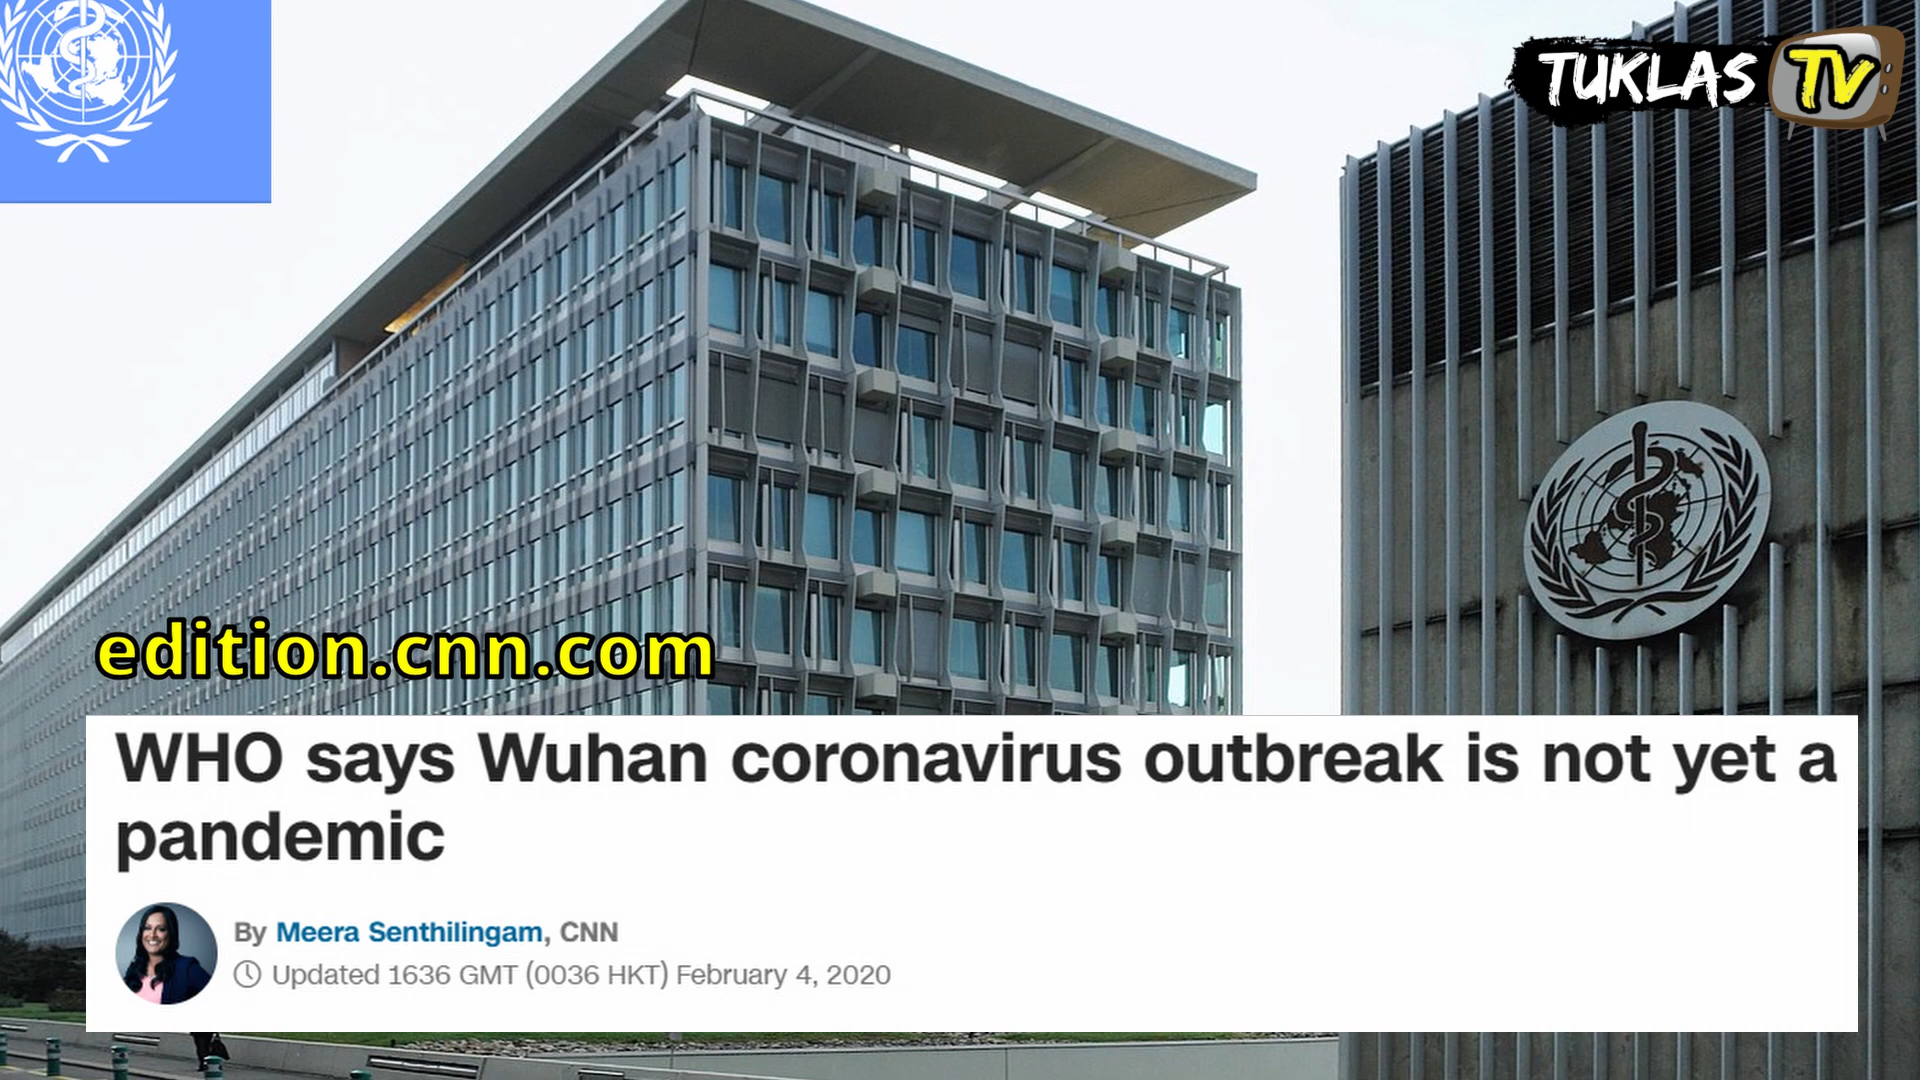 TUKLAS TV
edition.cnn.com
WHO says Wuhan coronavirus outbreak is not yet a
pandemic
By Meera Senthilingam, CNN
Updated 1636 GMT (0036 HKT) February 4, 2020